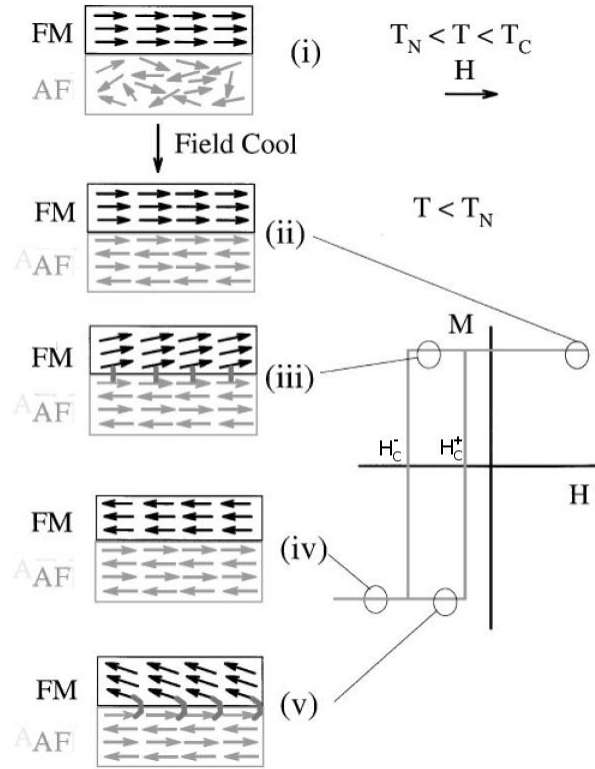 FM
AF
(i)
T_N < T < T_C
H
Field Cool
FM
AF
(ii)
T < T_N
FM
AF
(iii)
M
H_C^-
H_C^+
H
FM
AF
(iv)
FM
AF
(v)